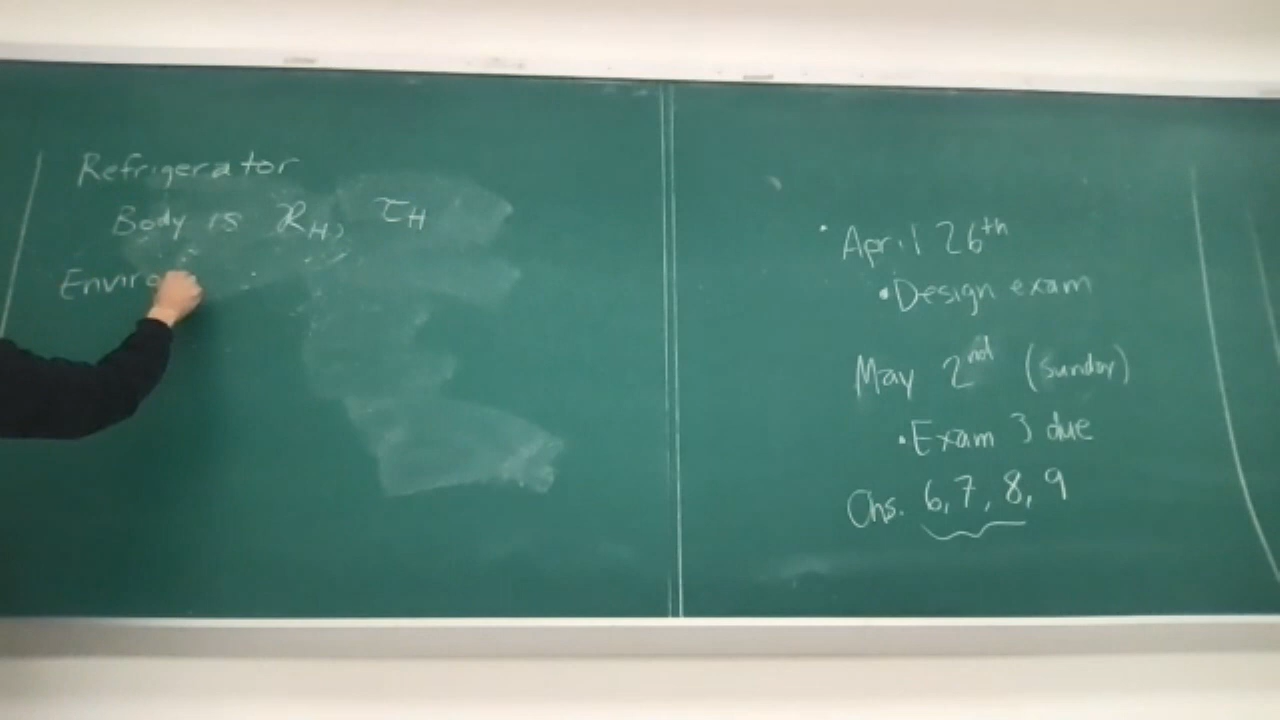 Refrigerator
Body is R_H, τ_H
Enviro
• April 26th
• Design exam
May 2nd (Sunday)
• Exam 3 due
Chs. 6, 7, 8, 9